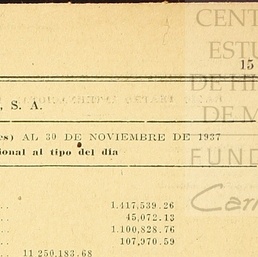 CENT
ESTU
15
DE HI
, S. A.
DE M
es) AL 30 DE NOVIEMBRE DE 1937
ional al tipo del dia
FUND
Car
.. 1.417,539.26
.. 45,072.13
.. 1.100,828.76
.. 107,970.59
.. 11 250,183.68